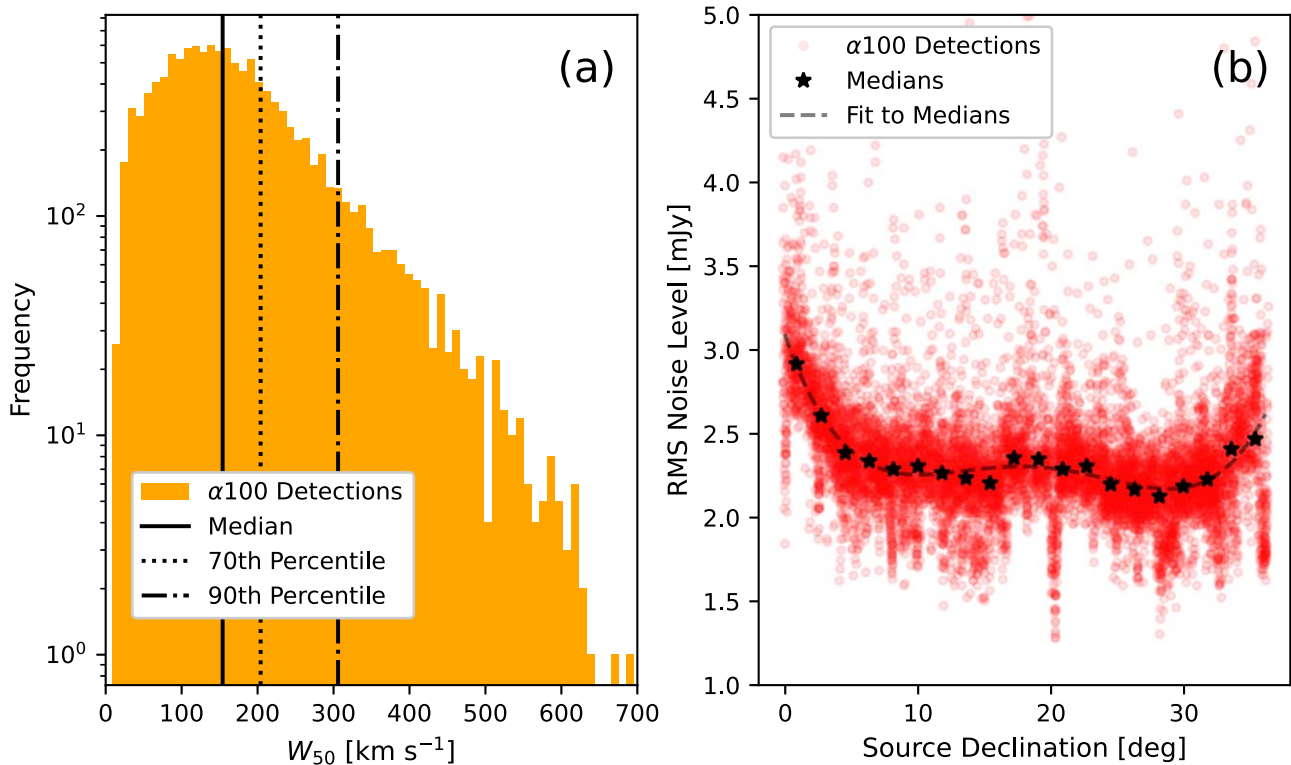 (a)
10²
10¹
10⁰
Frequency
α100 Detections
Median
70th Percentile
90th Percentile
0 100 200 300 400 500 600 700
W₅₀ [km s⁻¹]
(b)
α100 Detections
Medians
Fit to Medians
5.0
4.5
4.0
3.5
3.0
2.5
2.0
1.5
1.0
RMS Noise Level [mJy]
0 10 20 30
Source Declination [deg]